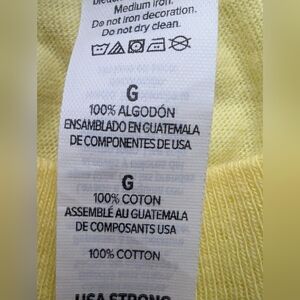 Medium iron.
Do not iron decoration.
Do not dry clean.
G
100% ALGODÓN
ENSAMBLADO EN GUATEMALA
DE COMPONENTES DE USA
G
100% COTON
ASSEMBLÉ AU GUATEMALA
DE COMPOSANTS USA
100% COTTON
USA STRONG